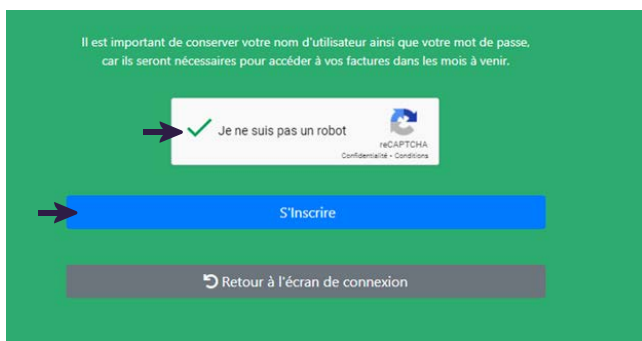 Il est important de conserver votre nom d'utilisateur ainsi que votre mot de passe,
car ils seront nécessaires pour accéder à vos factures dans les mois à venir.
Je ne suis pas un robot
reCAPTCHA
Confidentialité - Conditions
S'Inscrire
Retour à l'écran de connexion